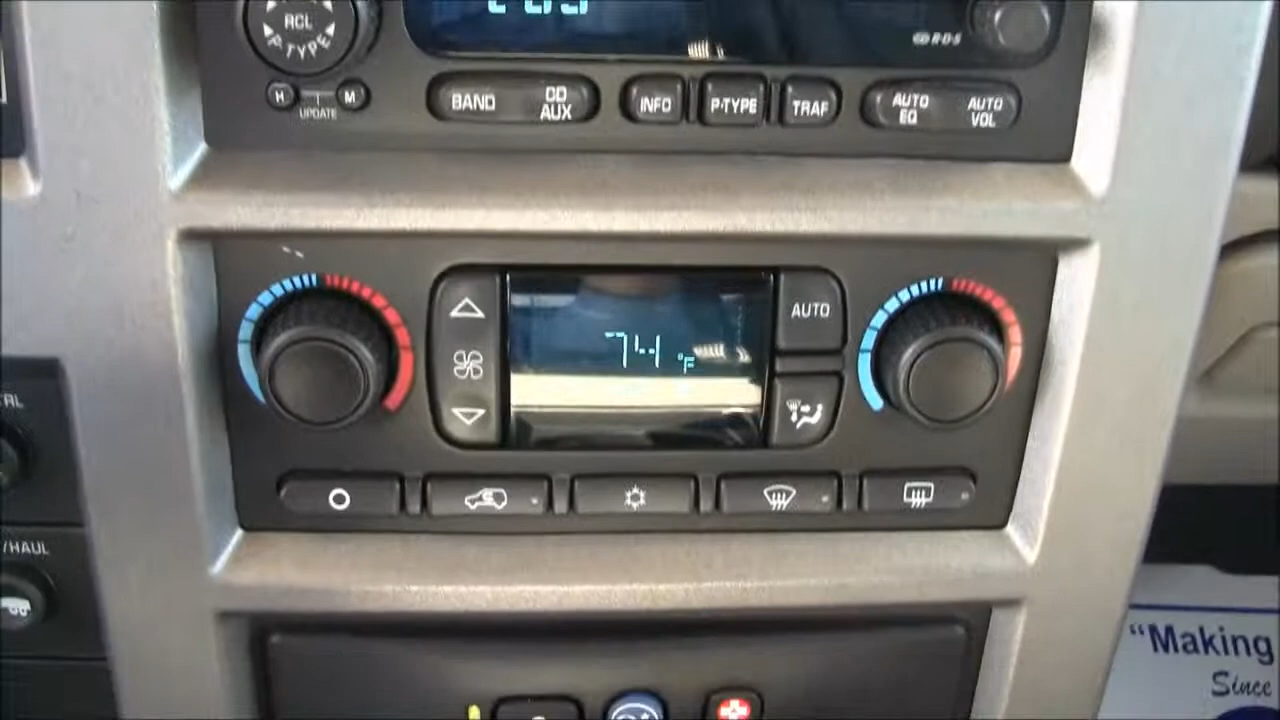 RCL
P.TYPE
H
M
UPDATE
BAND
CD
AUX
INFO
P-TYPE
TRAF
AUTO
EQ
AUTO
VOL
RDS
AUTO
74 °F
/HAUL
"Making
Since